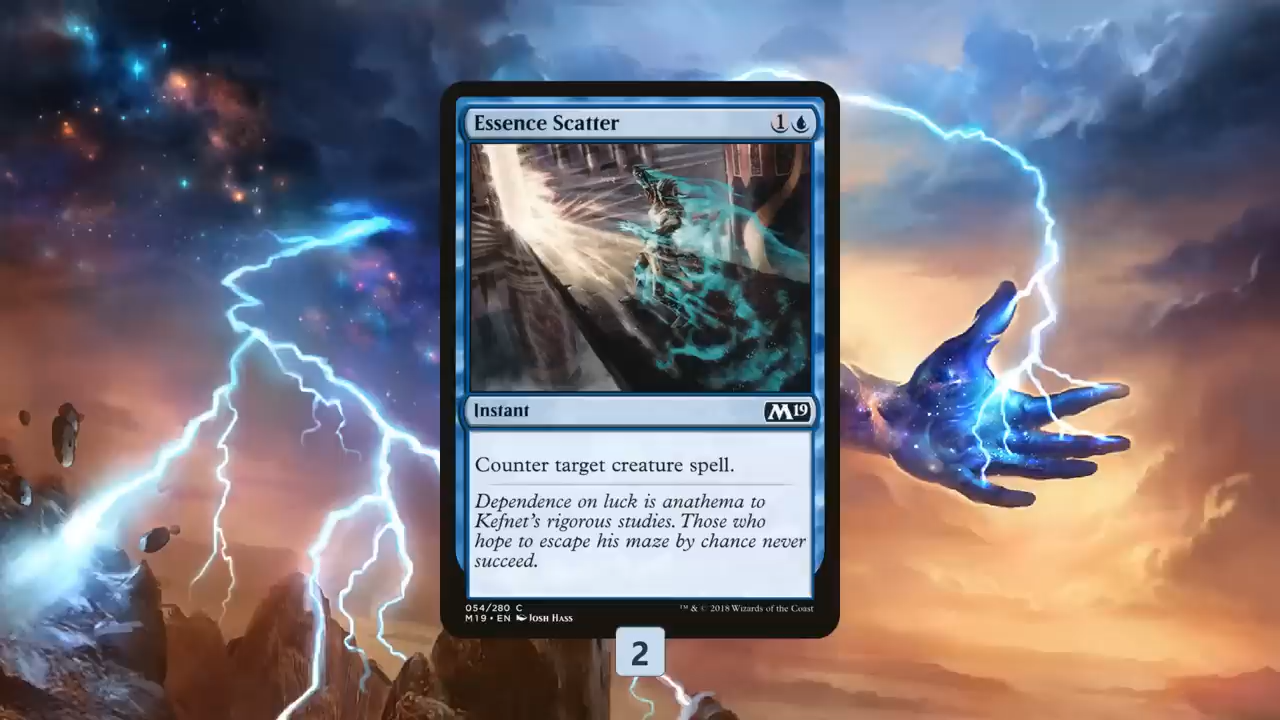 Essence Scatter 1
Instant M19
Counter target creature spell.
Dependence on luck is anathema to
Kefnet's rigorous studies. Those who
hope to escape his maze by chance never
succeed.
054/280 C
M19 • EN Josh Hass
™ & © 2018 Wizards of the Coast
2